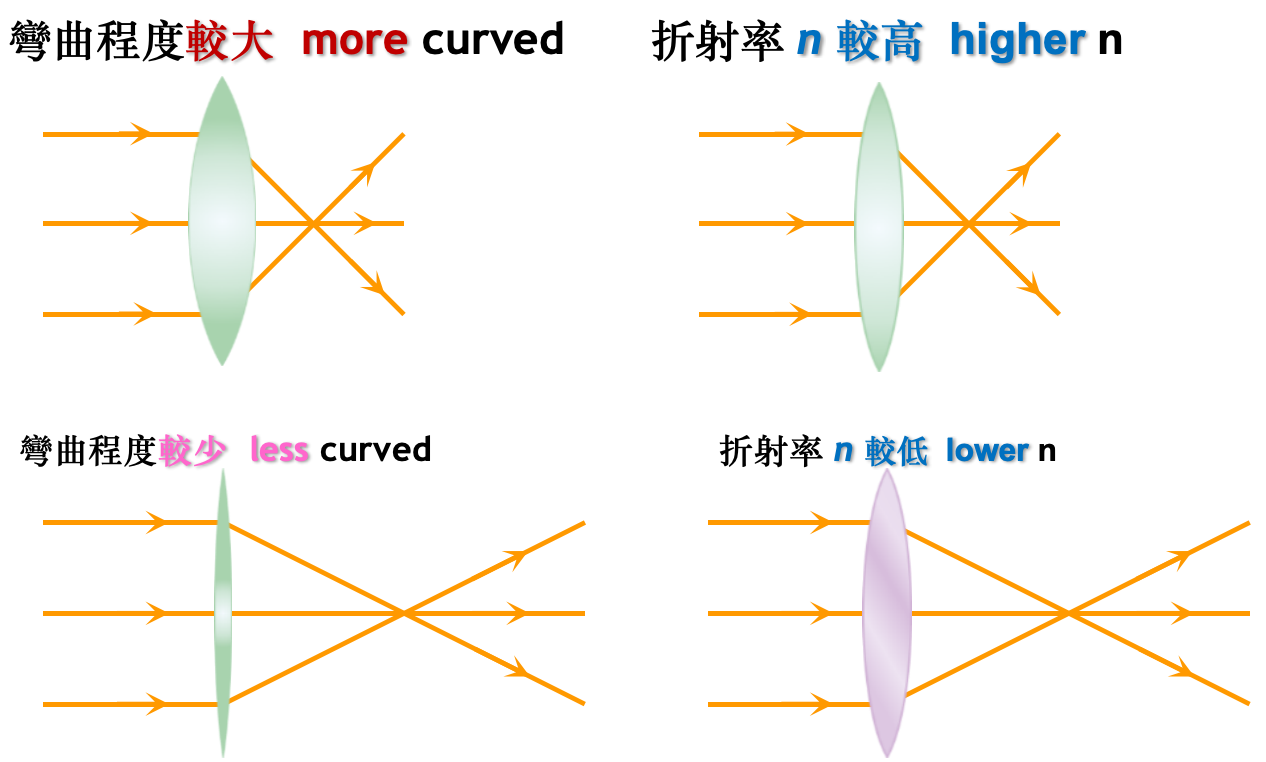 彎曲程度較大 more curved
折射率 n 較高 higher n
彎曲程度較少 less curved
折射率 n 較低 lower n